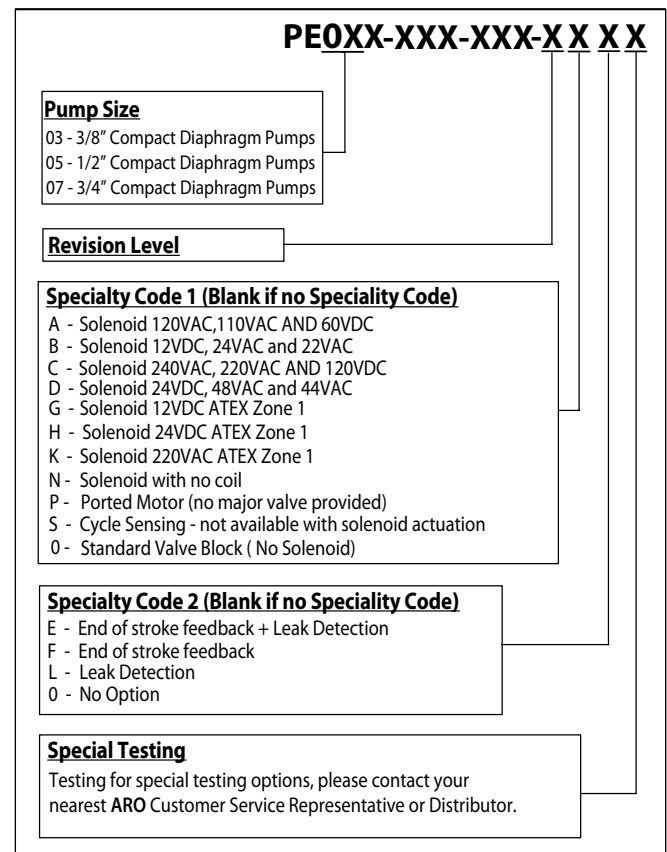 PE0XX-XXX-XXX-X X X X
Pump Size
03 - 3/8” Compact Diaphragm Pumps
05 - 1/2” Compact Diaphragm Pumps
07 - 3/4” Compact Diaphragm Pumps
Revision Level
Specialty Code 1 (Blank if no Speciality Code)
A - Solenoid 120VAC,110VAC AND 60VDC
B - Solenoid 12VDC, 24VAC and 22VAC
C - Solenoid 240VAC, 220VAC AND 120VDC
D - Solenoid 24VDC, 48VAC and 44VAC
G - Solenoid 12VDC ATEX Zone 1
H - Solenoid 24VDC ATEX Zone 1
K - Solenoid 220VAC ATEX Zone 1
N - Solenoid with no coil
P - Ported Motor (no major valve provided)
S - Cycle Sensing - not available with solenoid actuation
0 - Standard Valve Block ( No Solenoid)
Specialty Code 2 (Blank if no Speciality Code)
E - End of stroke feedback + Leak Detection
F - End of stroke feedback
L - Leak Detection
0 - No Option
Special Testing
Testing for special testing options, please contact your
nearest ARO Customer Service Representative or Distributor.